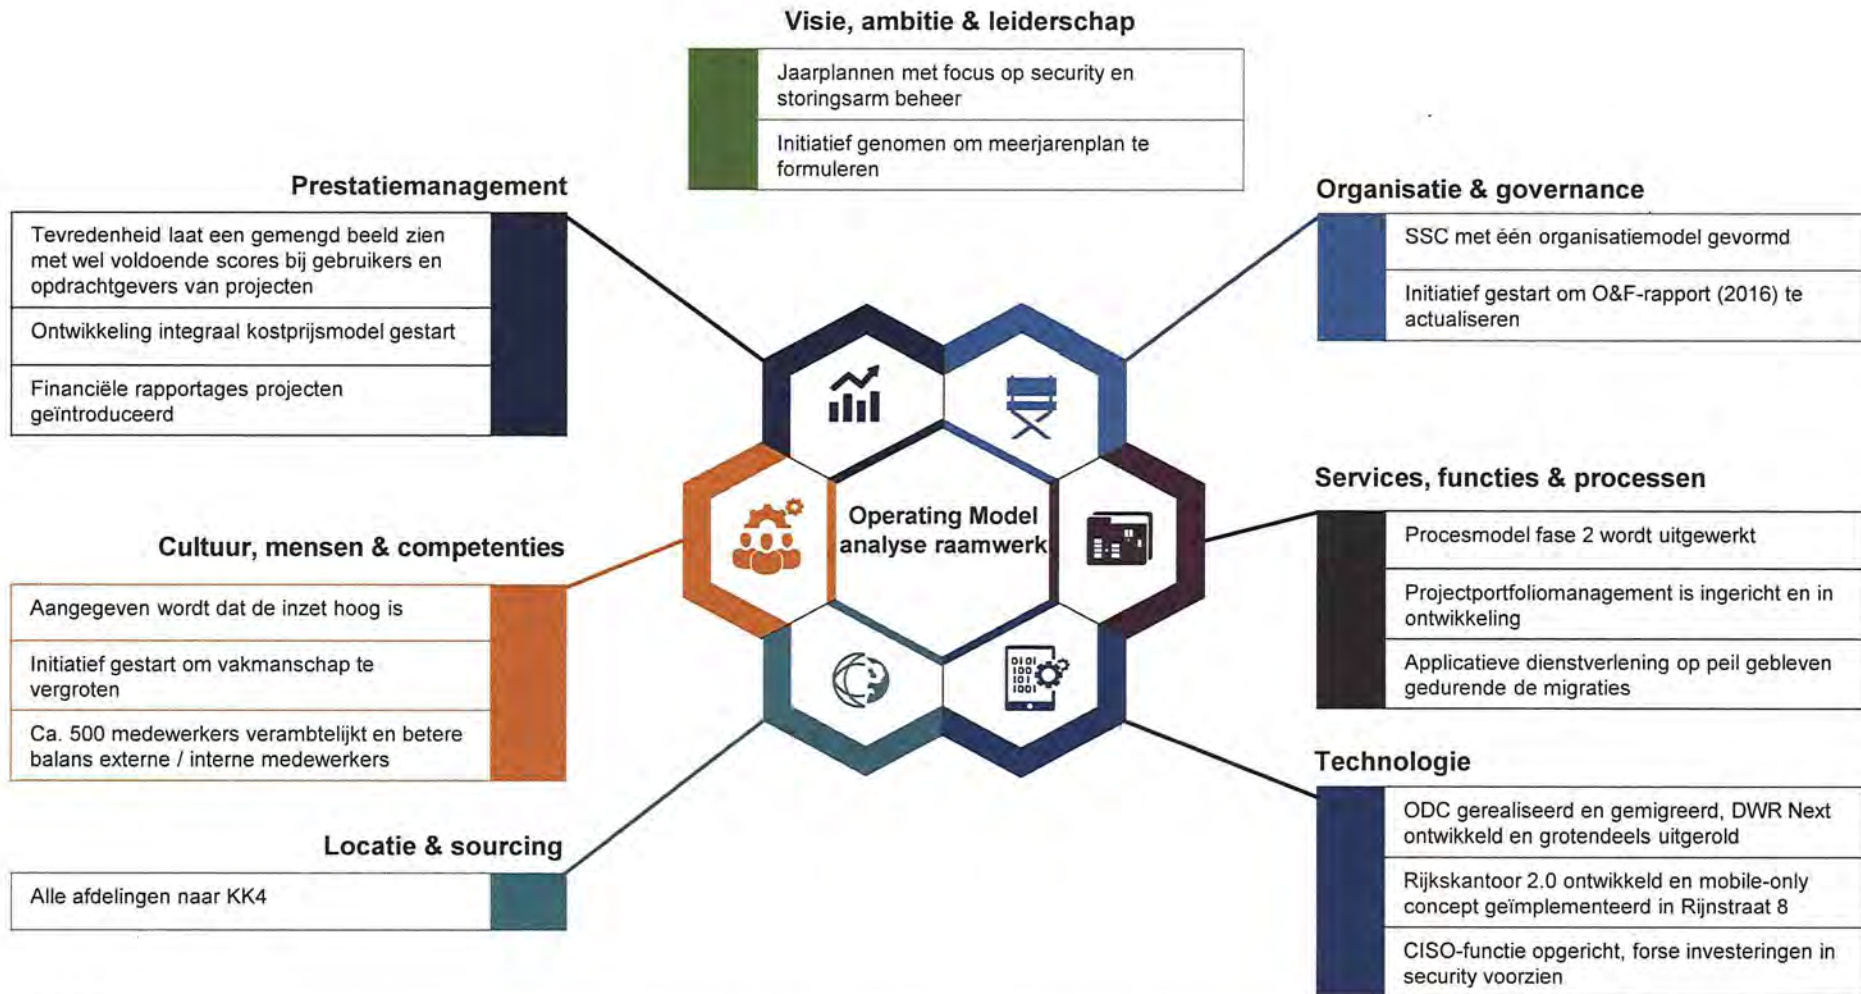 Visie, ambitie & leiderschap
Jaarplannen met focus op security en
storingsarm beheer
Initiatief genomen om meerjarenplan te
formuleren
Prestatiemanagement
Tevredenheid laat een gemengd beeld zien
met wel voldoende scores bij gebruikers en
opdrachtgevers van projecten
Ontwikkeling integraal kostprijsmodel gestart
Financiële rapportages projecten
geïntroduceerd
Organisatie & governance
SSC met één organisatiemodel gevormd
Initiatief gestart om O&F-rapport (2016) te
actualiseren
Operating Model
analyse raamwerk
Cultuur, mensen & competenties
Aangegeven wordt dat de inzet hoog is
Initiatief gestart om vakmanschap te
vergroten
Ca. 500 medewerkers verambtelijkt en betere
balans externe / interne medewerkers
Services, functies & processen
Procesmodel fase 2 wordt uitgewerkt
Projectportfoliomanagement is ingericht en in
ontwikkeling
Applicatieve dienstverlening op peil gebleven
gedurende de migraties
0101
100
101
1001
Locatie & sourcing
Alle afdelingen naar KK4
Technologie
ODC gerealiseerd en gemigreerd, DWR Next
ontwikkeld en grotendeels uitgerold
Rijkskantoor 2.0 ontwikkeld en mobile-only
concept geïmplementeerd in Rijnstraat 8
CISO-functie opgericht, forse investeringen in
security voorzien